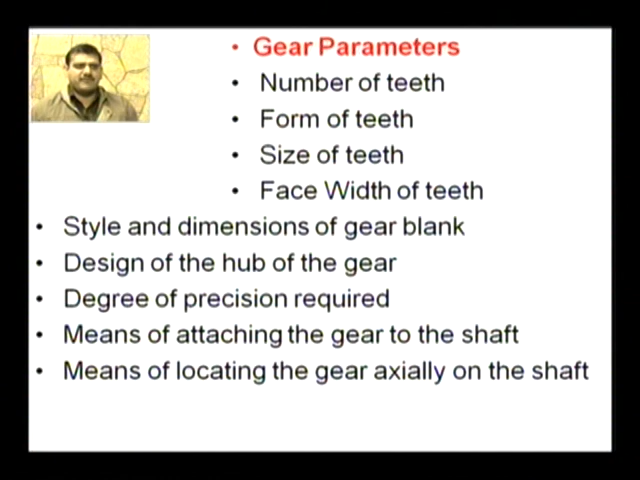 • Gear Parameters
• Number of teeth
• Form of teeth
• Size of teeth
• Face Width of teeth
• Style and dimensions of gear blank
• Design of the hub of the gear
• Degree of precision required
• Means of attaching the gear to the shaft
• Means of locating the gear axially on the shaft